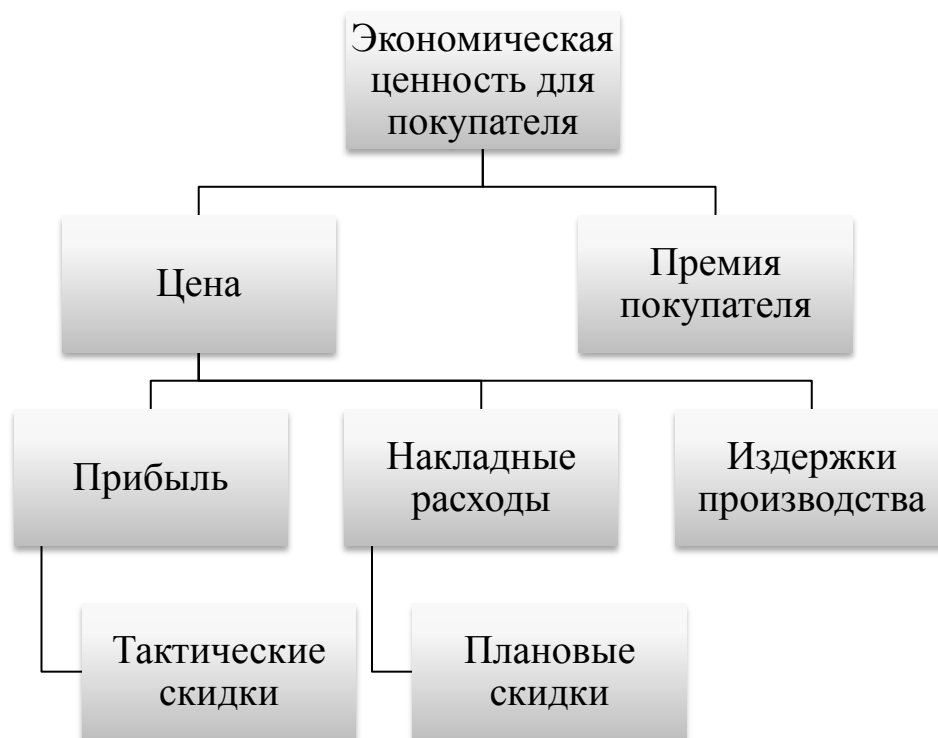 Экономическая
ценность для
покупателя
Цена
Премия
покупателя
Прибыль
Накладные
расходы
Издержки
производства
Тактические
скидки
Плановые
скидки